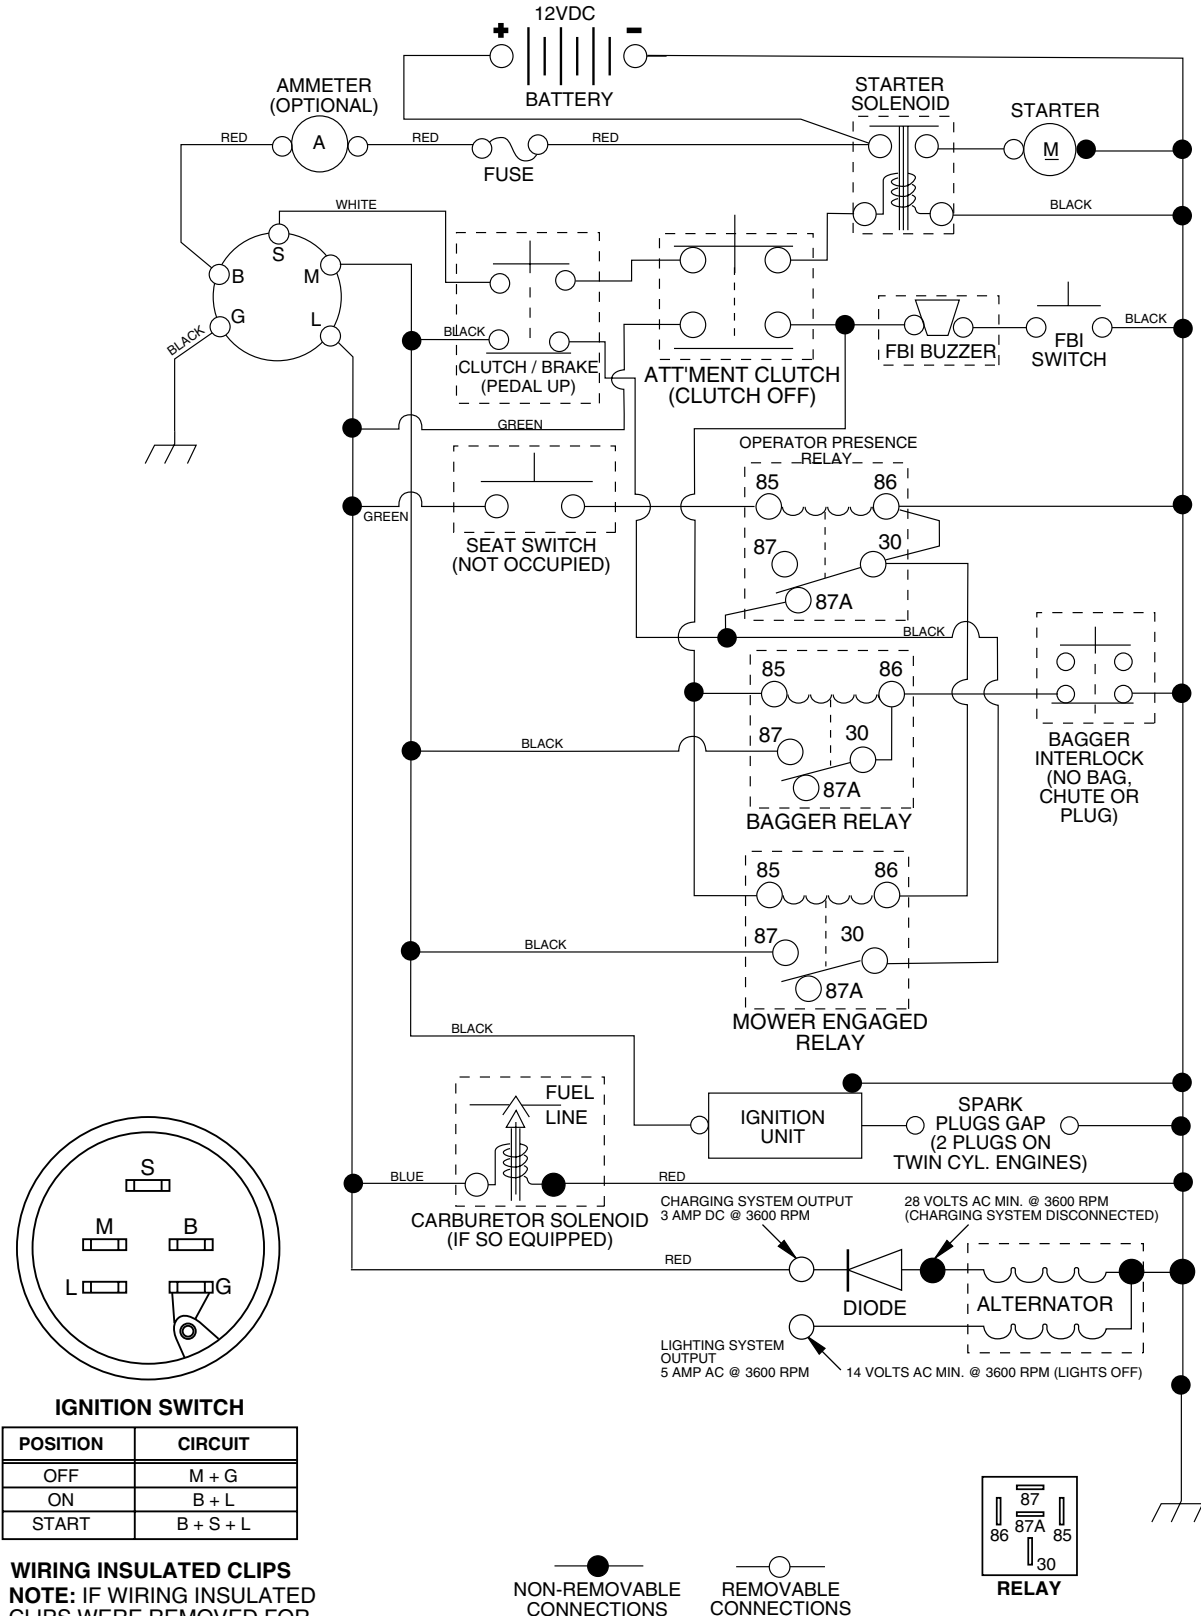 12VDC
+
-
BATTERY
AMMETER
(OPTIONAL)
STARTER
SOLENOID
STARTER
RED
A
RED
FUSE
RED
M
BLACK
WHITE
S
B
M
G
L
BLACK
BLACK
CLUTCH / BRAKE
(PEDAL UP)
ATT'MENT CLUTCH
(CLUTCH OFF)
FBI BUZZER
FBI
SWITCH
BLACK
GREEN
OPERATOR PRESENCE
RELAY
85
86
GREEN
SEAT SWITCH
(NOT OCCUPIED)
87
30
87A
BLACK
85
86
87
30
87A
BLACK
BAGGER RELAY
BAGGER
INTERLOCK
(NO BAG,
CHUTE OR
PLUG)
85
86
87
30
87A
BLACK
MOWER ENGAGED
RELAY
BLACK
FUEL
LINE
IGNITION
UNIT
SPARK
PLUGS GAP
(2 PLUGS ON
TWIN CYL. ENGINES)
BLUE
RED
CARBURETOR SOLENOID
(IF SO EQUIPPED)
CHARGING SYSTEM OUTPUT
3 AMP DC @ 3600 RPM
28 VOLTS AC MIN. @ 3600 RPM
(CHARGING SYSTEM DISCONNECTED)
RED
DIODE
ALTERNATOR
LIGHTING SYSTEM
OUTPUT
5 AMP AC @ 3600 RPM
14 VOLTS AC MIN. @ 3600 RPM (LIGHTS OFF)
S
M
B
L
G
IGNITION SWITCH
POSITION CIRCUIT
OFF M + G
ON B + L
START B + S + L
WIRING INSULATED CLIPS
NOTE: IF WIRING INSULATED
CLIPS WERE REMOVED FOR
NON-REMOVABLE
CONNECTIONS
REMOVABLE
CONNECTIONS
87
86
87A
85
30
RELAY